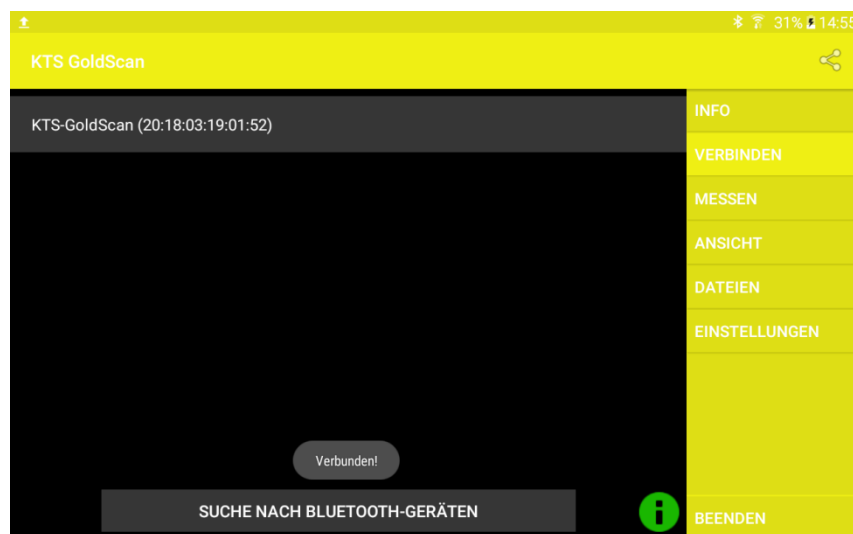 31% 14:55
KTS GoldScan
KTS-GoldScan (20:18:03:19:01:52)
INFO
VERBINDEN
MESSEN
ANSICHT
DATEIEN
EINSTELLUNGEN
Verbunden!
SUCHE NACH BLUETOOTH-GERÄTEN
BEENDEN